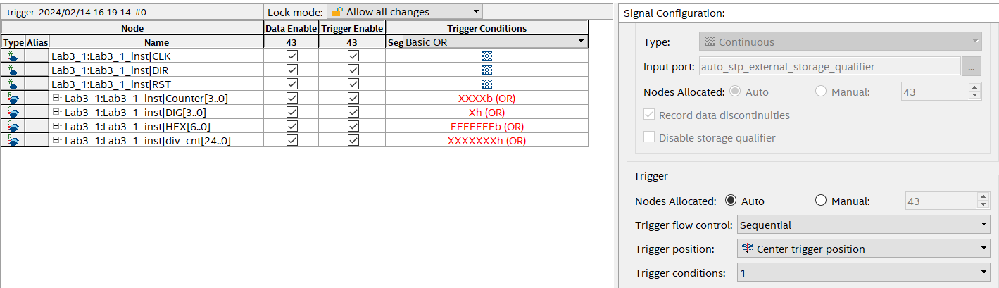 trigger: 2024/02/14 16:19:14 #0 Lock mode: Allow all changes
Node Data Enable Trigger Enable Trigger Conditions
Type Alias Name 43 43 Seg Basic OR
Lab3_1:Lab3_1_inst|CLK
Lab3_1:Lab3_1_inst|DIR
Lab3_1:Lab3_1_inst|RST
Lab3_1:Lab3_1_inst|Counter[3..0] XXXXb (OR)
Lab3_1:Lab3_1_inst|DIG[3..0] Xh (OR)
Lab3_1:Lab3_1_inst|HEX[6..0] EEEEEEEb (OR)
Lab3_1:Lab3_1_inst|div_cnt[24..0] XXXXXXXh (OR)
Signal Configuration:
Type: Continuous
Input port: auto_stp_external_storage_qualifier ...
Nodes Allocated: Auto Manual: 43
Record data discontinuities
Disable storage qualifier
Trigger
Nodes Allocated: Auto Manual: 43
Trigger flow control: Sequential
Trigger position: Center trigger position
Trigger conditions: 1